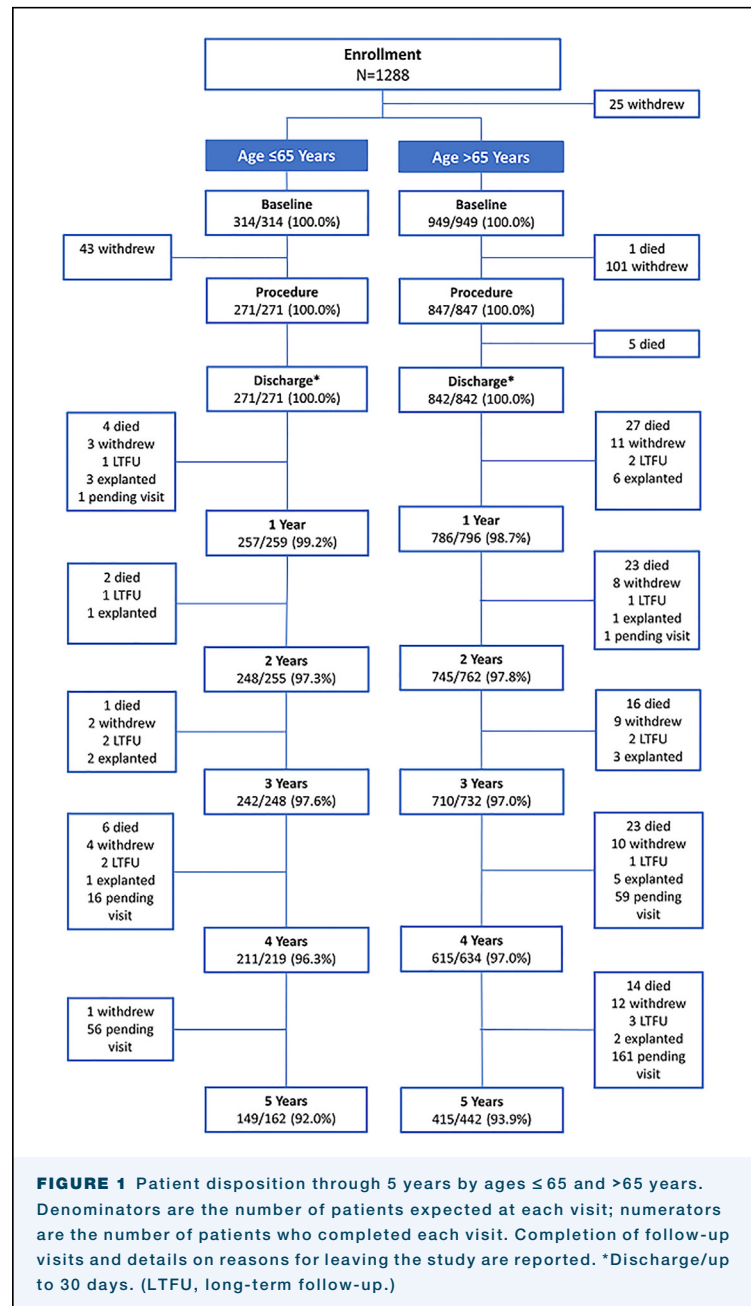 Enrollment
N=1288
25 withdrew
Age ≤65 Years
Age >65 Years
Baseline
314/314 (100.0%)
Baseline
949/949 (100.0%)
43 withdrew
1 died
101 withdrew
Procedure
271/271 (100.0%)
Procedure
847/847 (100.0%)
5 died
Discharge*
271/271 (100.0%)
Discharge*
842/842 (100.0%)
4 died
3 withdrew
1 LTFU
3 explanted
1 pending visit
27 died
11 withdrew
2 LTFU
6 explanted
1 Year
257/259 (99.2%)
1 Year
786/796 (98.7%)
2 died
1 LTFU
1 explanted
23 died
8 withdrew
1 LTFU
1 explanted
1 pending visit
2 Years
248/255 (97.3%)
2 Years
745/762 (97.8%)
1 died
2 withdrew
2 LTFU
2 explanted
16 died
9 withdrew
2 LTFU
3 explanted
3 Years
242/248 (97.6%)
3 Years
710/732 (97.0%)
6 died
4 withdrew
2 LTFU
1 explanted
16 pending
visit
23 died
10 withdrew
1 LTFU
5 explanted
59 pending
visit
4 Years
211/219 (96.3%)
4 Years
615/634 (97.0%)
1 withdrew
56 pending
visit
14 died
12 withdrew
3 LTFU
2 explanted
161 pending
visit
5 Years
149/162 (92.0%)
5 Years
415/442 (93.9%)
FIGURE 1 Patient disposition through 5 years by ages ≤ 65 and >65 years.
Denominators are the number of patients expected at each visit; numerators
are the number of patients who completed each visit. Completion of follow-up
visits and details on reasons for leaving the study are reported. *Discharge/up
to 30 days. (LTFU, long-term follow-up.)